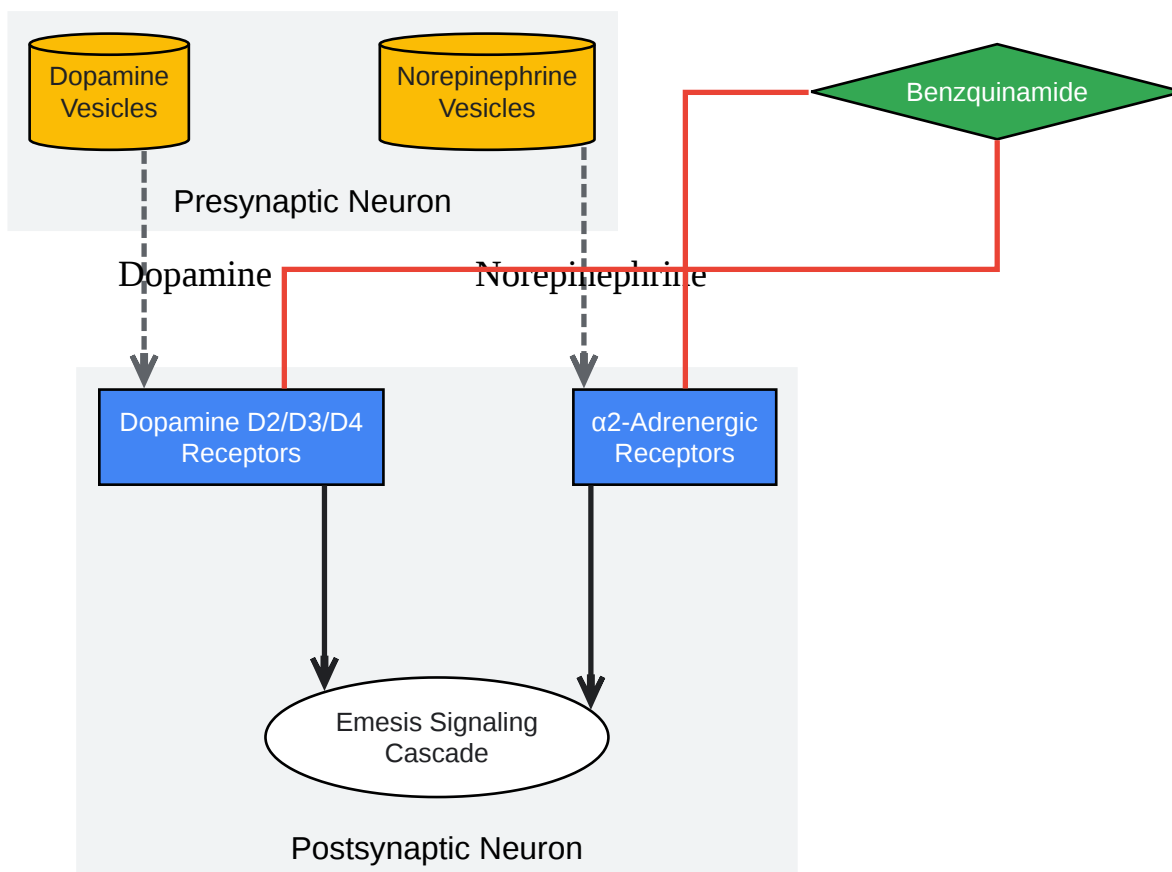 Dopamine
Vesicles
Norepinephrine
Vesicles
Benzquinamide
Presynaptic Neuron
Dopamine
Norepinephrine
Dopamine D2/D3/D4
Receptors
α2-Adrenergic
Receptors
Emesis Signaling
Cascade
Postsynaptic Neuron